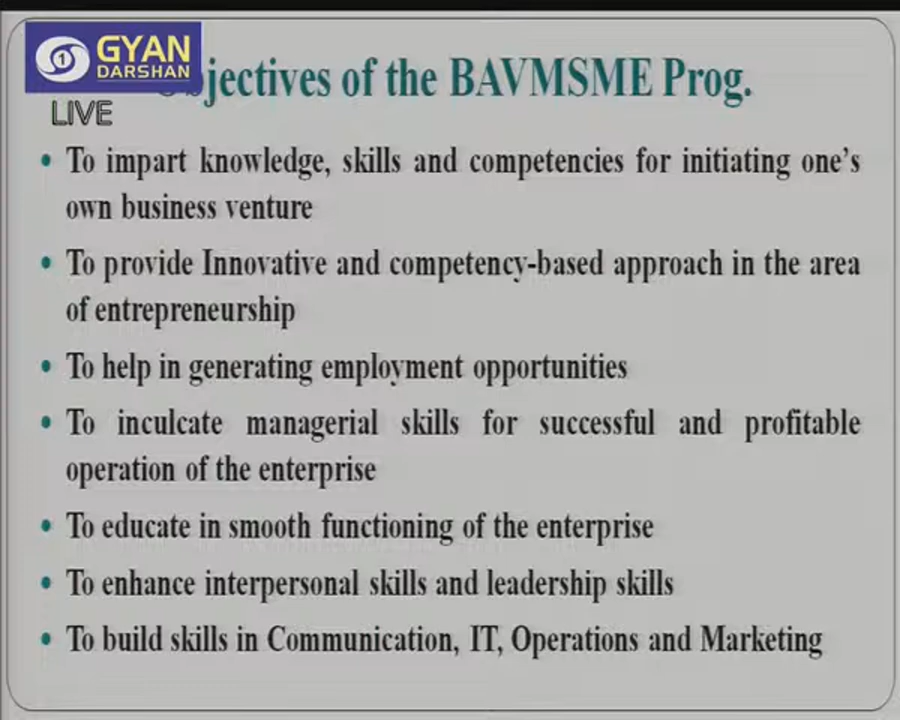 GYAN
DARSHAN
1
LIVE
Objectives of the BAVMSME Prog.
• To impart knowledge, skills and competencies for initiating one's
own business venture
• To provide Innovative and competency-based approach in the area
of entrepreneurship
• To help in generating employment opportunities
• To inculcate managerial skills for successful and profitable
operation of the enterprise
• To educate in smooth functioning of the enterprise
• To enhance interpersonal skills and leadership skills
• To build skills in Communication, IT, Operations and Marketing